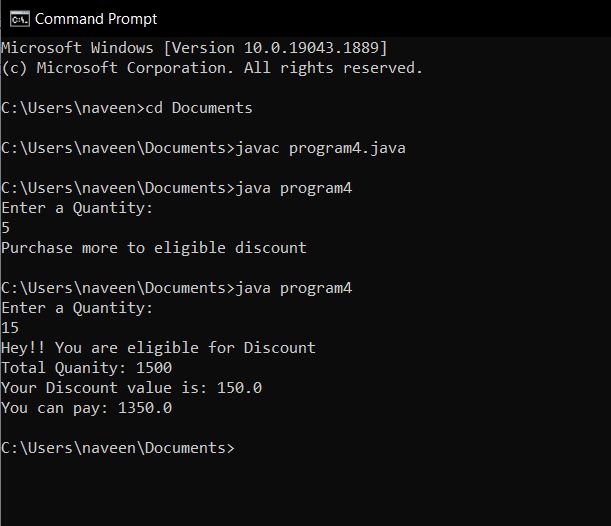 Command Prompt
Microsoft Windows [Version 10.0.19043.1889]
(c) Microsoft Corporation. All rights reserved.
C:\Users\naveen>cd Documents
C:\Users\naveen\Documents>javac program4.java
C:\Users\naveen\Documents>java program4
Enter a Quantity:
5
Purchase more to eligible discount
C:\Users\naveen\Documents>java program4
Enter a Quantity:
15
Hey!! You are eligible for Discount
Total Quanity: 1500
Your Discount value is: 150.0
You can pay: 1350.0
C:\Users\naveen\Documents>